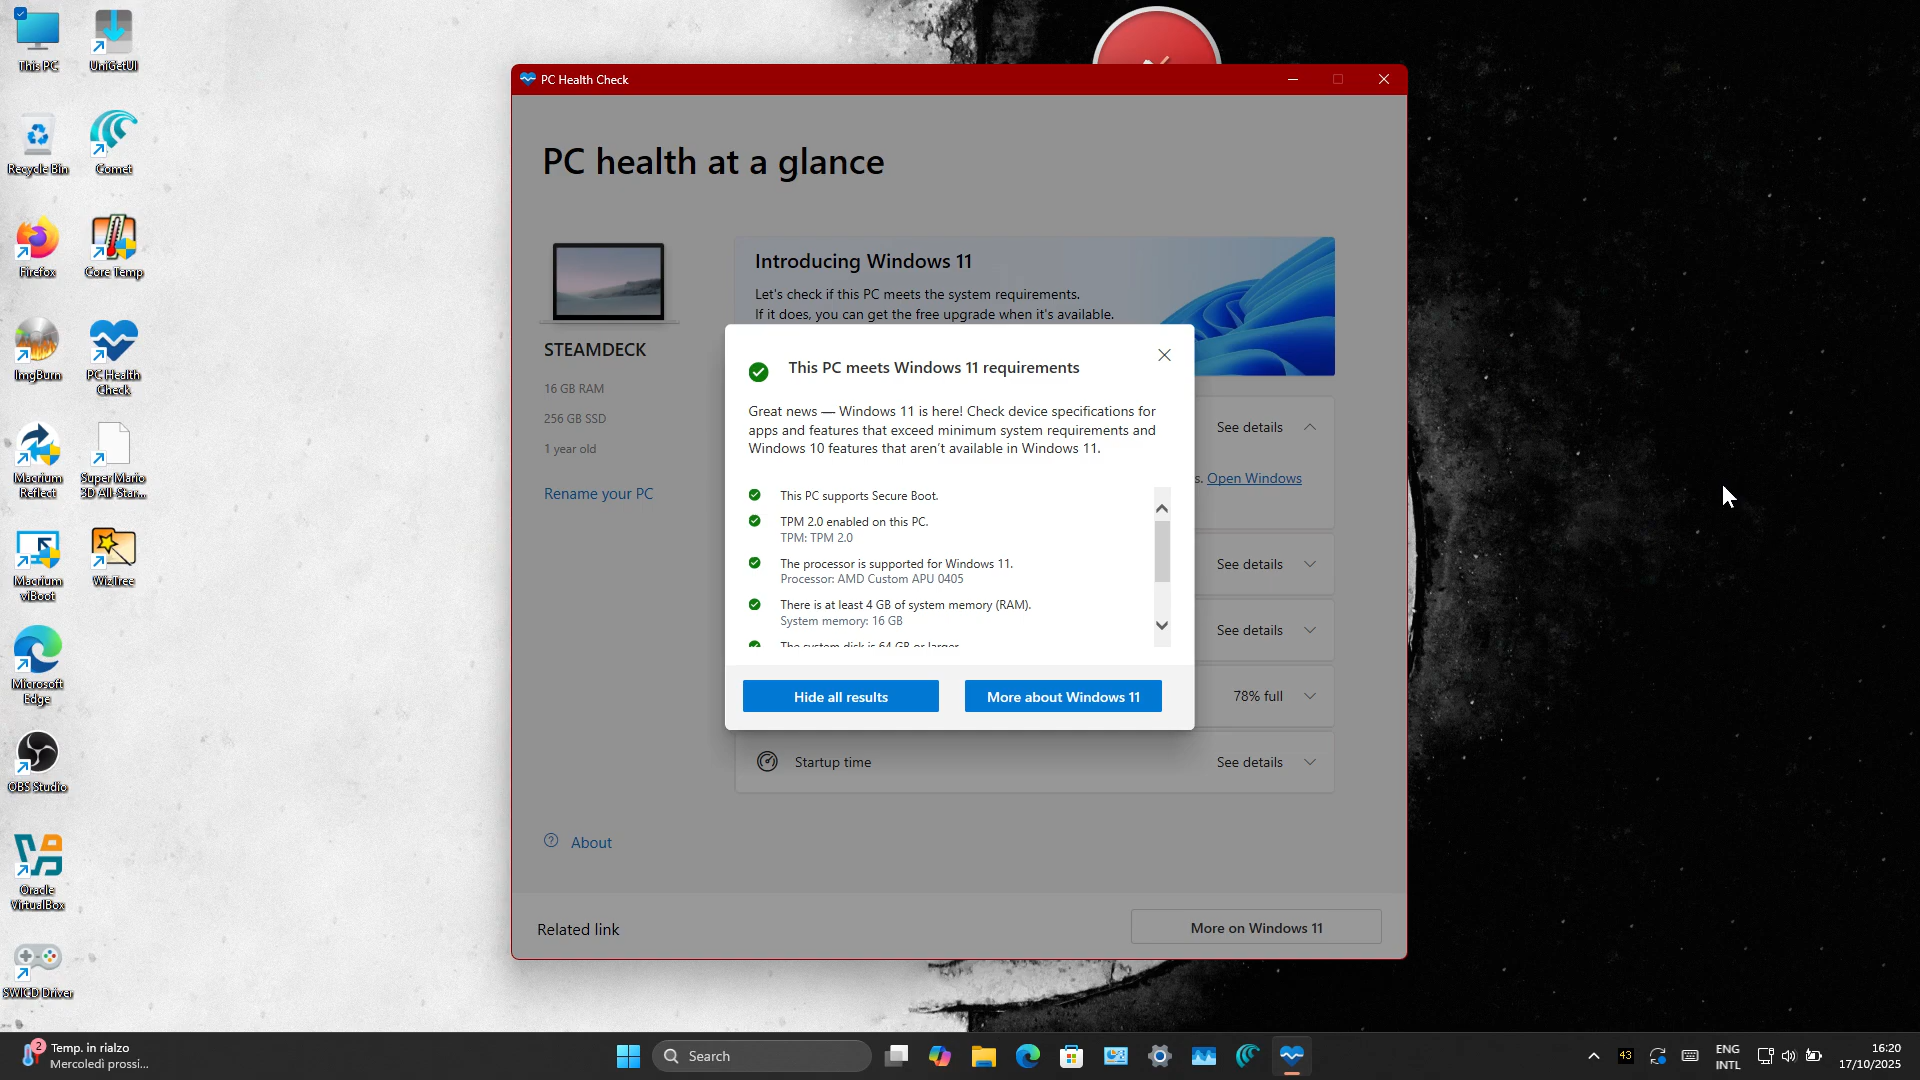 This PC
UniGetUI
Recycle Bin
Comet
Firefox
Core Temp
ImgBurn
PC Health
Check
Macrium
Reflect
Super Mario
3D All-Star...
Macrium
viBoot
WizTree
Microsoft
Edge
OBS Studio
Oracle
VirtualBox
SWICD Driver
PC Health Check
PC health at a glance
STEAMDECK
16 GB RAM
256 GB SSD
1 year old
Rename your PC
Introducing Windows 11
Let's check if this PC meets the system requirements.
If it does, you can get the free upgrade when it's available.
This PC meets Windows 11 requirements
Great news — Windows 11 is here! Check device specifications for
apps and features that exceed minimum system requirements and
Windows 10 features that aren't available in Windows 11.
This PC supports Secure Boot.
TPM 2.0 enabled on this PC.
TPM: TPM 2.0
The processor is supported for Windows 11.
Processor: AMD Custom APU 0405
There is at least 4 GB of system memory (RAM).
System memory: 16 GB
The system disk is 64 GB or larger.
Hide all results
More about Windows 11
See details
s. Open Windows
See details
See details
78% full
Startup time
See details
About
Related link
More on Windows 11
2
Temp. in rialzo
Mercoledì prossi...
Search
43
ENG
INTL
16:20
17/10/2025